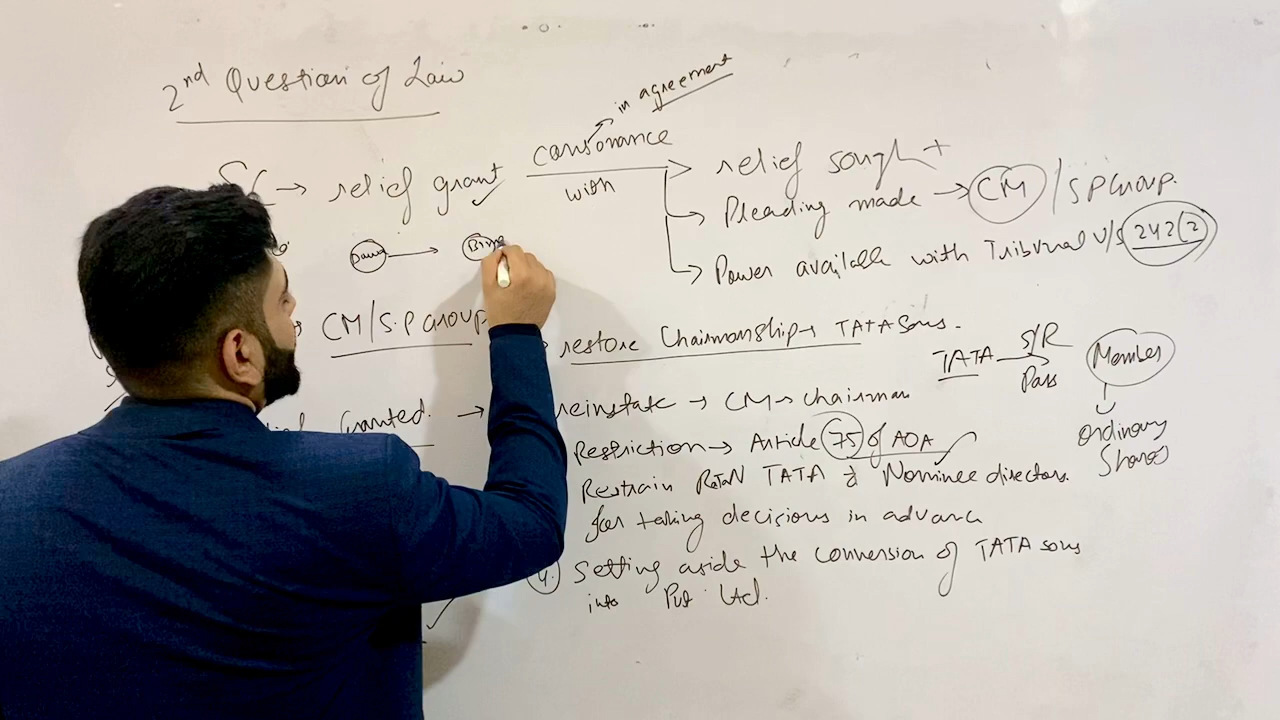 2nd Question of Law
in agreement
consonance
SC → relief grant ✓ with → relief sought +
Pleading made → CM / S P Group.
Power available with Tribunal u/s 242(2)
CM/S.P Group
restore Chairmanship → TATA Sons.
TATA S/R Pass
Member
ordinary Shares
Granted. → reinstate → CM → Chairman
Restriction → Article 75 of AOA
Restrain RataN TATA & Nominee directors.
for taking decisions in advance
4. Setting aside the conversion of TATA sons
into Pvt Ltd.